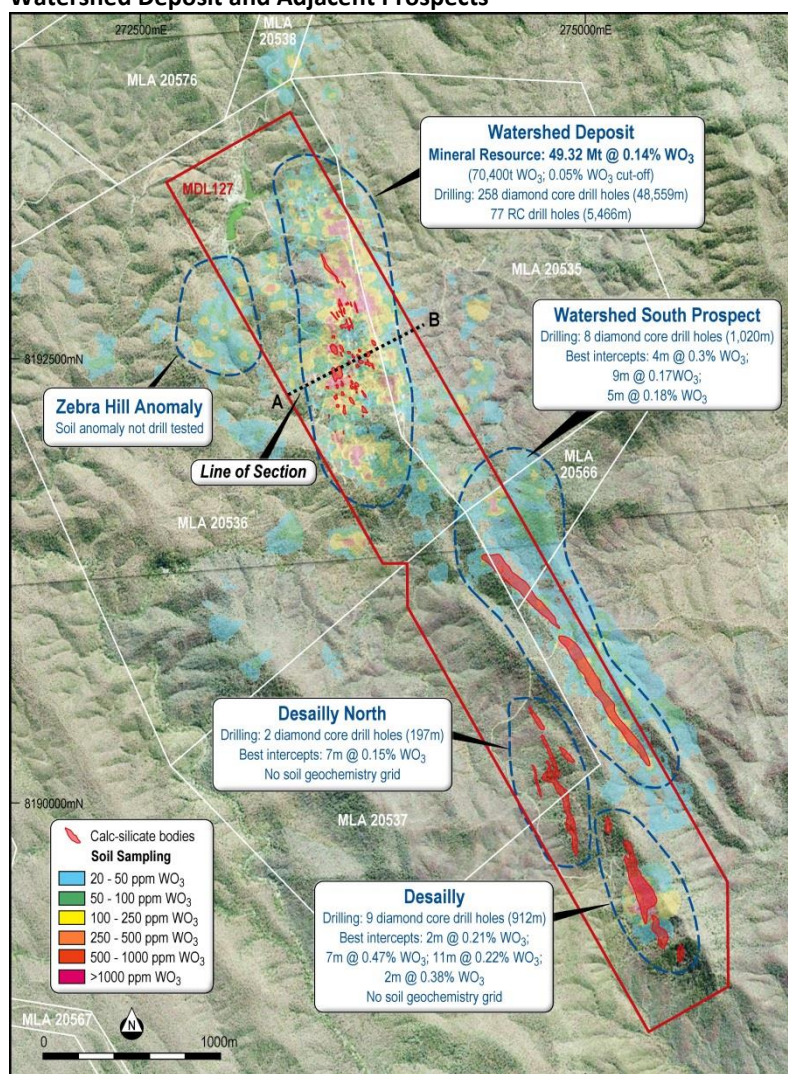 Watershed Deposit and Adjacent Prospects
272500mE
275000mE
MLA
20538
MLA 20576
MDL127
Watershed Deposit
Mineral Resource: 49.32 Mt @ 0.14% WO₃
(70,400t WO₃; 0.05% WO₃ cut-off)
Drilling: 258 diamond core drill holes (48,559m)
77 RC drill holes (5,466m)
MLA 20535
Watershed South Prospect
Drilling: 8 diamond core drill holes (1,020m)
Best intercepts: 4m @ 0.3% WO₃;
9m @ 0.17WO₃;
5m @ 0.18% WO₃
B
8192500mN
A
Zebra Hill Anomaly
Soil anomaly not drill tested
Line of Section
MLA
20566
MLA 20536
Desailly North
Drilling: 2 diamond core drill holes (197m)
Best intercepts: 7m @ 0.15% WO₃
No soil geochemistry grid
8190000mN
MLA 20537
Calc-silicate bodies
Soil Sampling
20 - 50 ppm WO₃
50 - 100 ppm WO₃
100 - 250 ppm WO₃
250 - 500 ppm WO₃
500 - 1000 ppm WO₃
>1000 ppm WO₃
Desailly
Drilling: 9 diamond core drill holes (912m)
Best intercepts: 2m @ 0.21% WO₃;
7m @ 0.47% WO₃; 11m @ 0.22% WO₃;
2m @ 0.38% WO₃
No soil geochemistry grid
MLA 20567
N
0
1000m